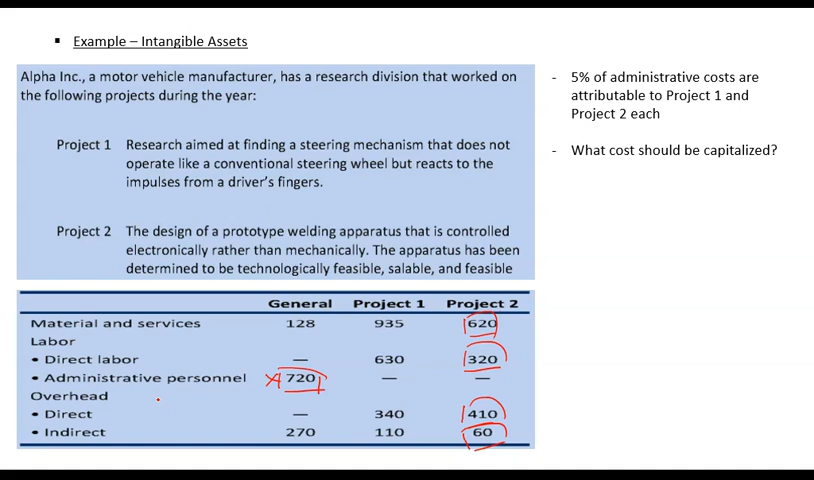 ▪ Example – Intangible Assets
Alpha Inc., a motor vehicle manufacturer, has a research division that worked on
the following projects during the year:
Project 1 Research aimed at finding a steering mechanism that does not
operate like a conventional steering wheel but reacts to the
impulses from a driver's fingers.
Project 2 The design of a prototype welding apparatus that is controlled
electronically rather than mechanically. The apparatus has been
determined to be technologically feasible, salable, and feasible
- 5% of administrative costs are
attributable to Project 1 and
Project 2 each
- What cost should be capitalized?
General Project 1 Project 2
Material and services 128 935 620
Labor
• Direct labor — 630 320
• Administrative personnel 720 — —
Overhead
• Direct — 340 410
• Indirect 270 110 60